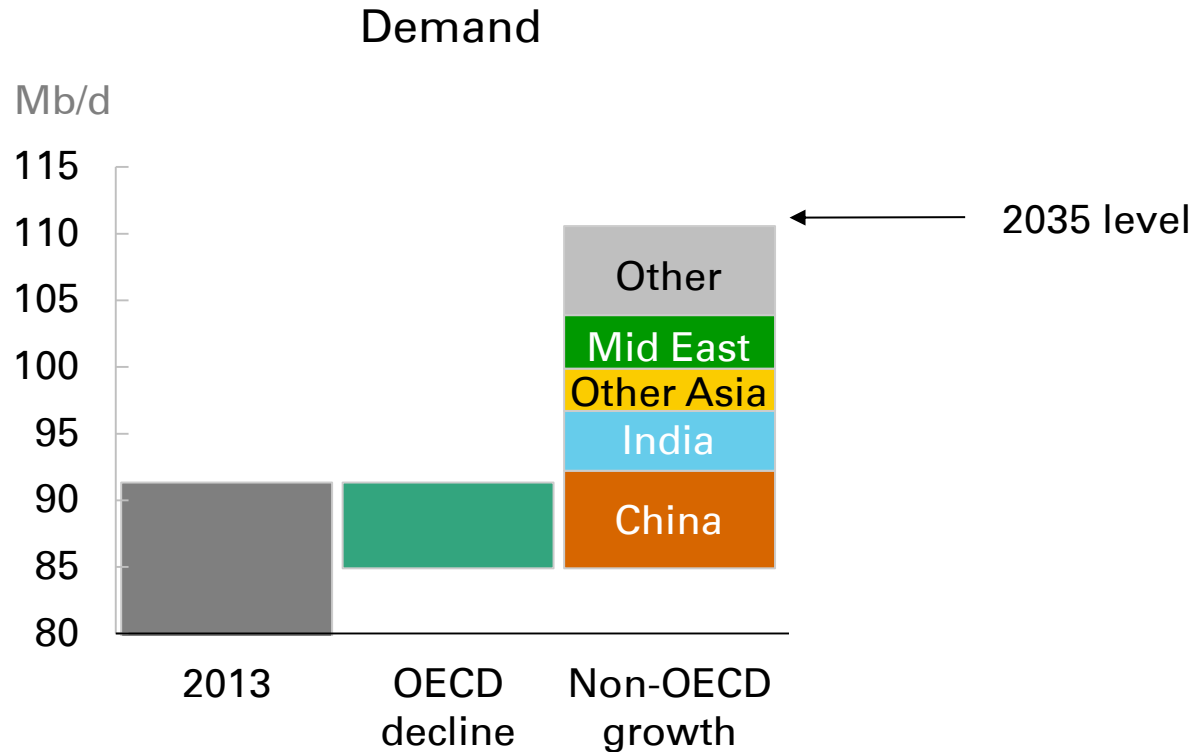 Demand
Mb/d
115
110
105
100
95
90
85
80
2035 level
Other
Mid East
Other Asia
India
China
2013
OECD
decline
Non-OECD
growth